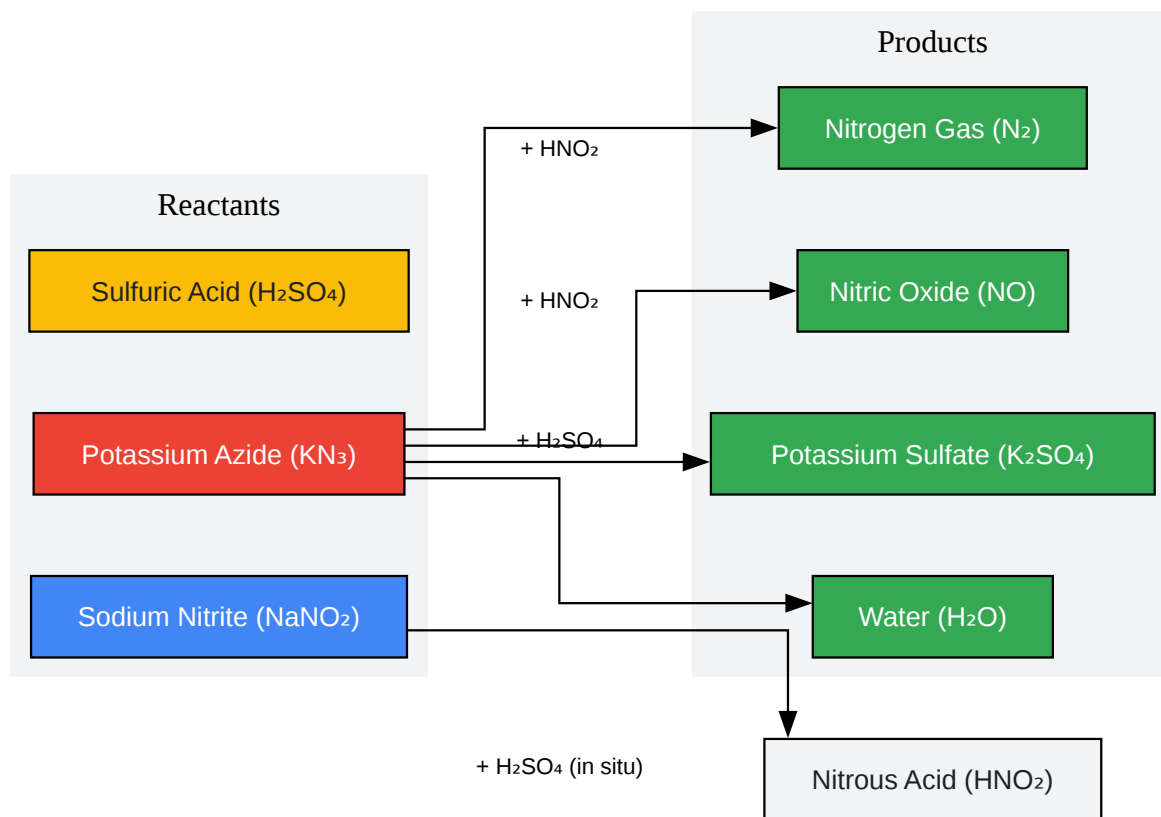 Products
Nitrogen Gas (N₂)
+ HNO₂
Reactants
Sulfuric Acid (H₂SO₄)
+ HNO₂
Nitric Oxide (NO)
Potassium Azide (KN₃)
+ H₂SO₄
Potassium Sulfate (K₂SO₄)
Sodium Nitrite (NaNO₂)
Water (H₂O)
+ H₂SO₄ (in situ)
Nitrous Acid (HNO₂)